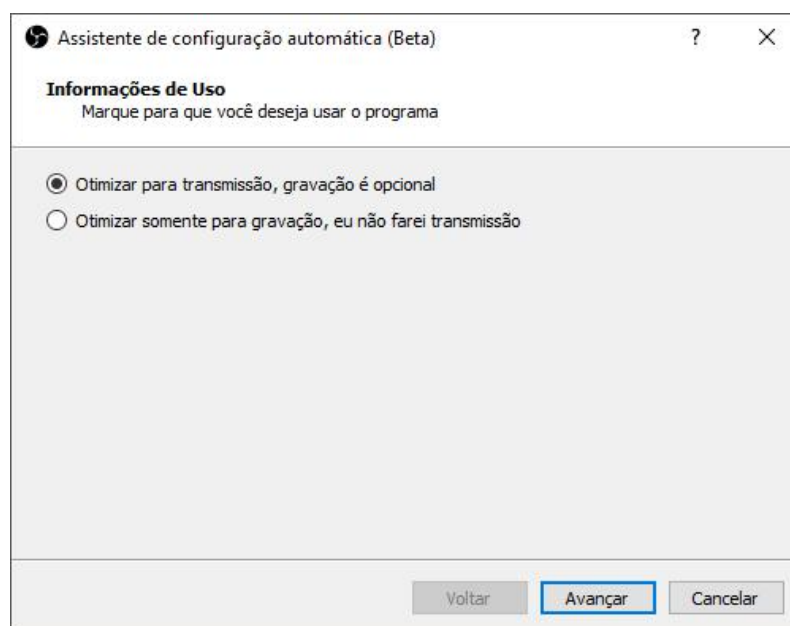 Assistente de configuração automática (Beta)
?
Informações de Uso
Marque para que você deseja usar o programa
Otimizar para transmissão, gravação é opcional
Otimizar somente para gravação, eu não farei transmissão
Voltar
Avançar
Cancelar